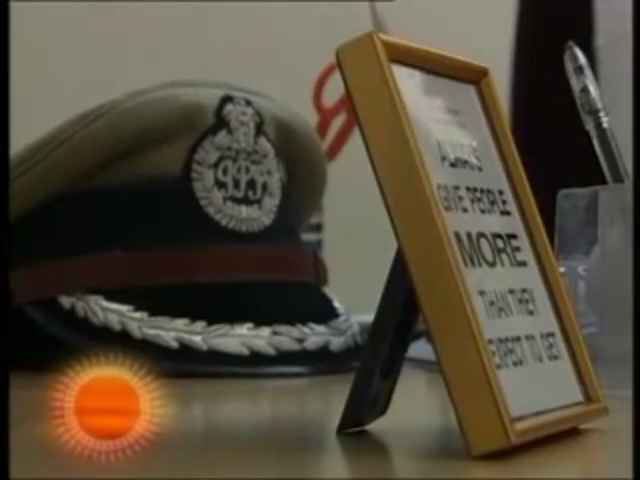 ALWAYS
GIVE PEOPLE
MORE
THAN THEY
EXPECT TO GET